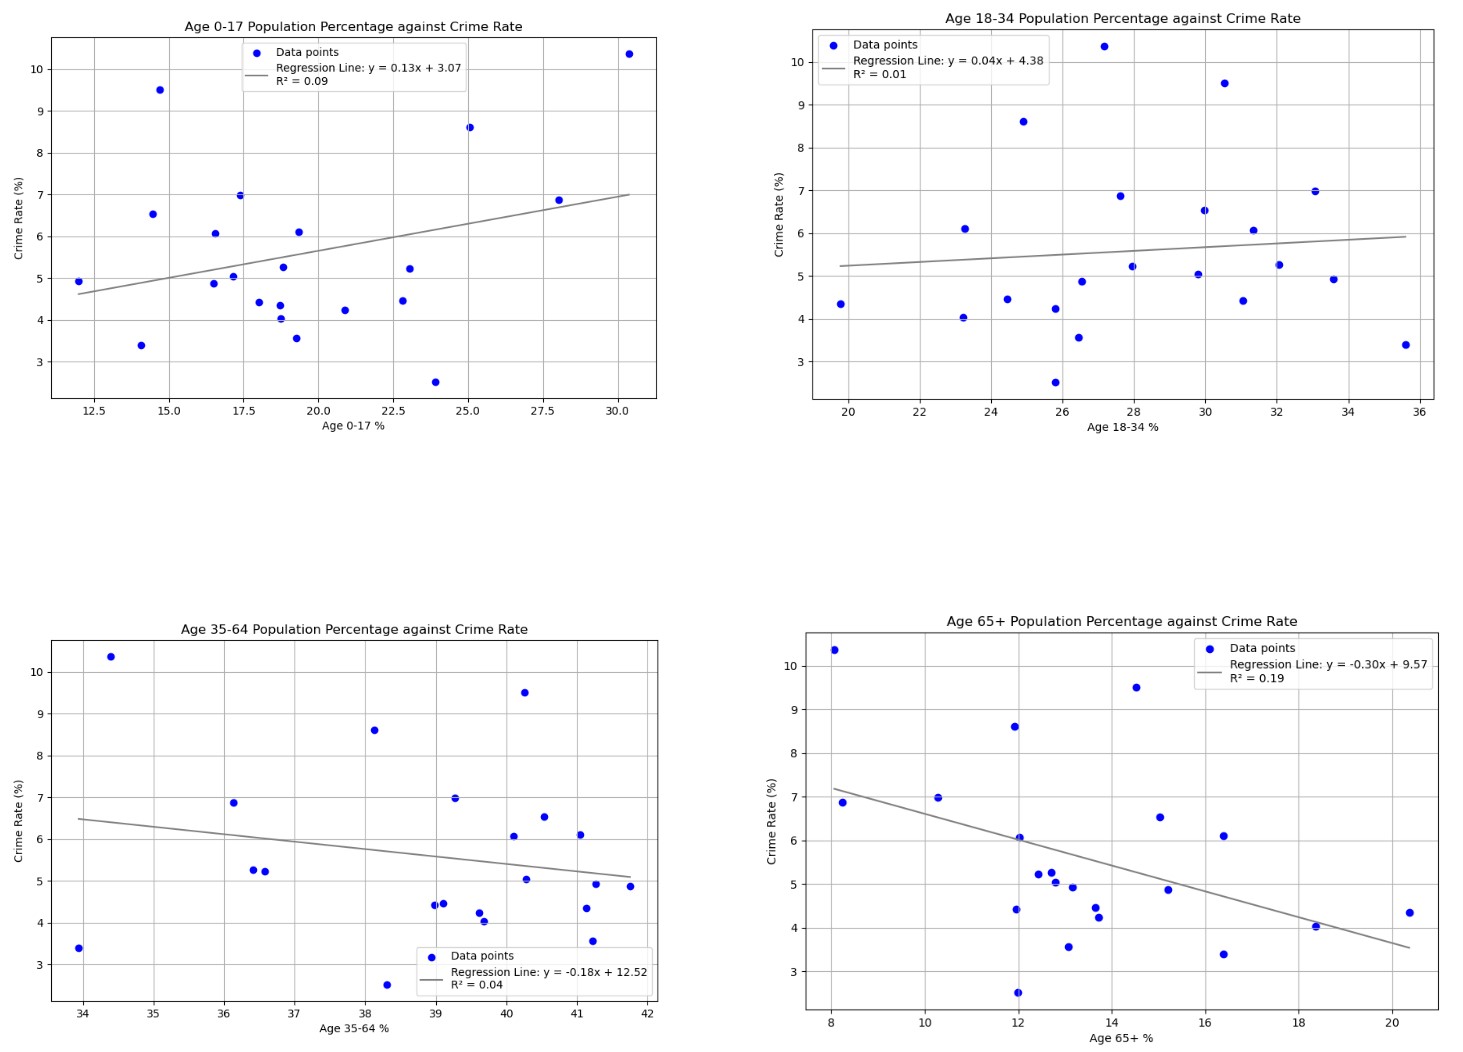 Age 0-17 Population Percentage against Crime Rate
Data points
Regression Line: y = 0.13x + 3.07
R² = 0.09
10
9
8
7
6
5
4
3
Crime Rate (%)
12.5 15.0 17.5 20.0 22.5 25.0 27.5 30.0
Age 0-17 %
Age 18-34 Population Percentage against Crime Rate
Data points
Regression Line: y = 0.04x + 4.38
R² = 0.01
10
9
8
7
6
5
4
3
Crime Rate (%)
20 22 24 26 28 30 32 34 36
Age 18-34 %
Age 35-64 Population Percentage against Crime Rate
10
9
8
7
6
5
4
3
Crime Rate (%)
Data points
Regression Line: y = -0.18x + 12.52
R² = 0.04
34 35 36 37 38 39 40 41 42
Age 35-64 %
Age 65+ Population Percentage against Crime Rate
Data points
Regression Line: y = -0.30x + 9.57
R² = 0.19
10
9
8
7
6
5
4
3
Crime Rate (%)
8 10 12 14 16 18 20
Age 65+ %